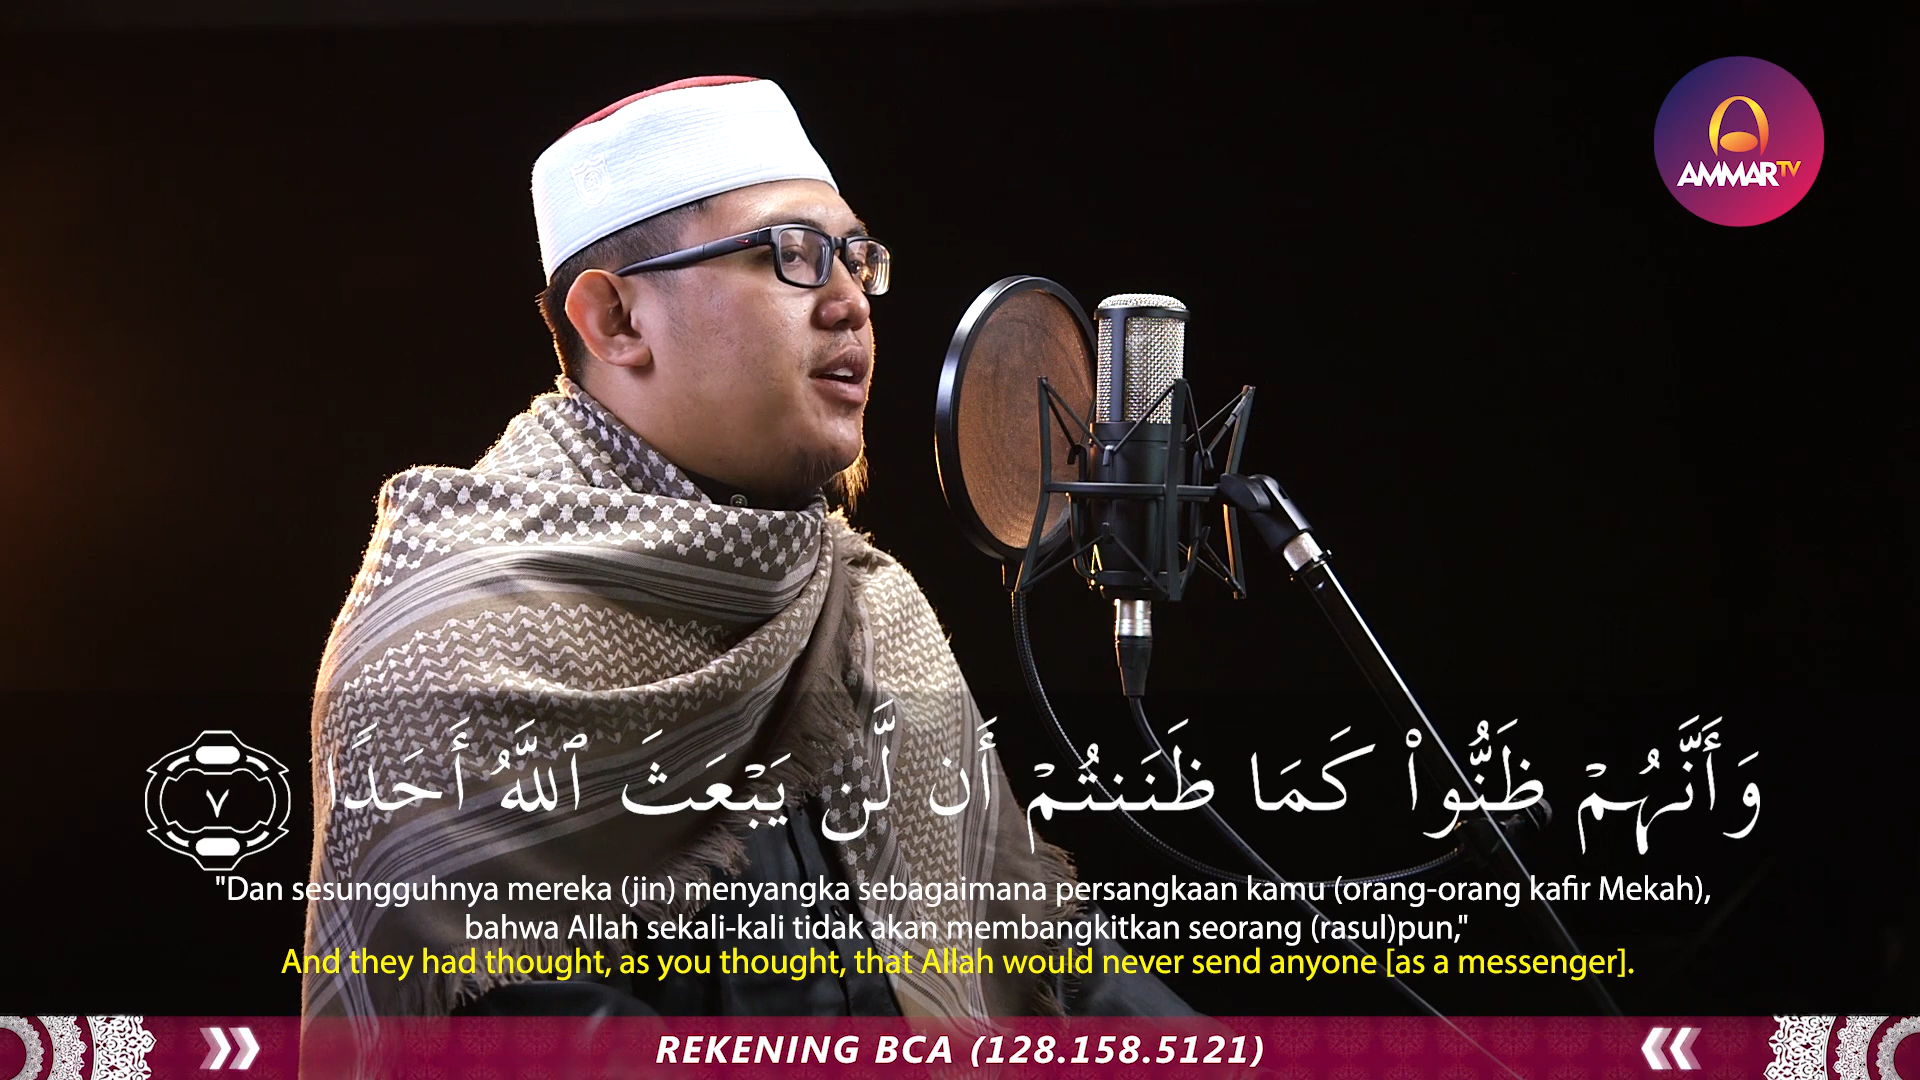 AMMARTV
وَأَنَّهُمْ ظَنُّوا۟ كَمَا ظَنَنتُمْ أَن لَّن يَبْعَثَ ٱللَّهُ أَحَدًا ٧
"Dan sesungguhnya mereka (jin) menyangka sebagaimana persangkaan kamu (orang-orang kafir Mekah),
bahwa Allah sekali-kali tidak akan membangkitkan seorang (rasul)pun,"
And they had thought, as you thought, that Allah would never send anyone [as a messenger].
REKENING BCA (128.158.5121)